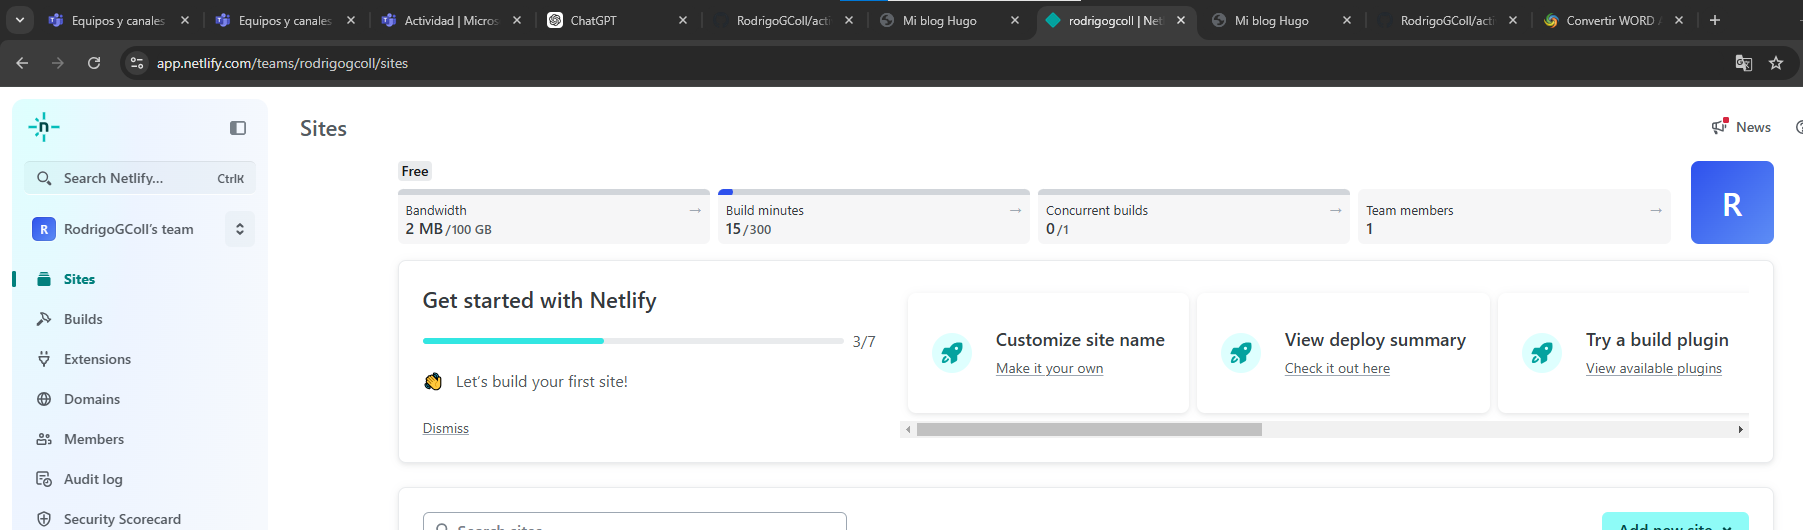 Equipos y canales
Equipos y canales
Actividad | Micros
ChatGPT
RodrigoGColl/acti
Mi blog Hugo
rodrigogcoll | Net
Mi blog Hugo
RodrigoGColl/acti
Convertir WORD A
app.netlify.com/teams/rodrigogcoll/sites
n
Sites
News
Search Netlify...
Ctrl K
Free
Bandwidth
2 MB/100 GB
Build minutes
15/300
Concurrent builds
0/1
Team members
1
R
R
RodrigoGColl's team
Sites
Builds
Extensions
Domains
Members
Audit log
Security Scorecard
Get started with Netlify
3/7
Let's build your first site!
Dismiss
Customize site name
Make it your own
View deploy summary
Check it out here
Try a build plugin
View available plugins
Search sites
Add new site